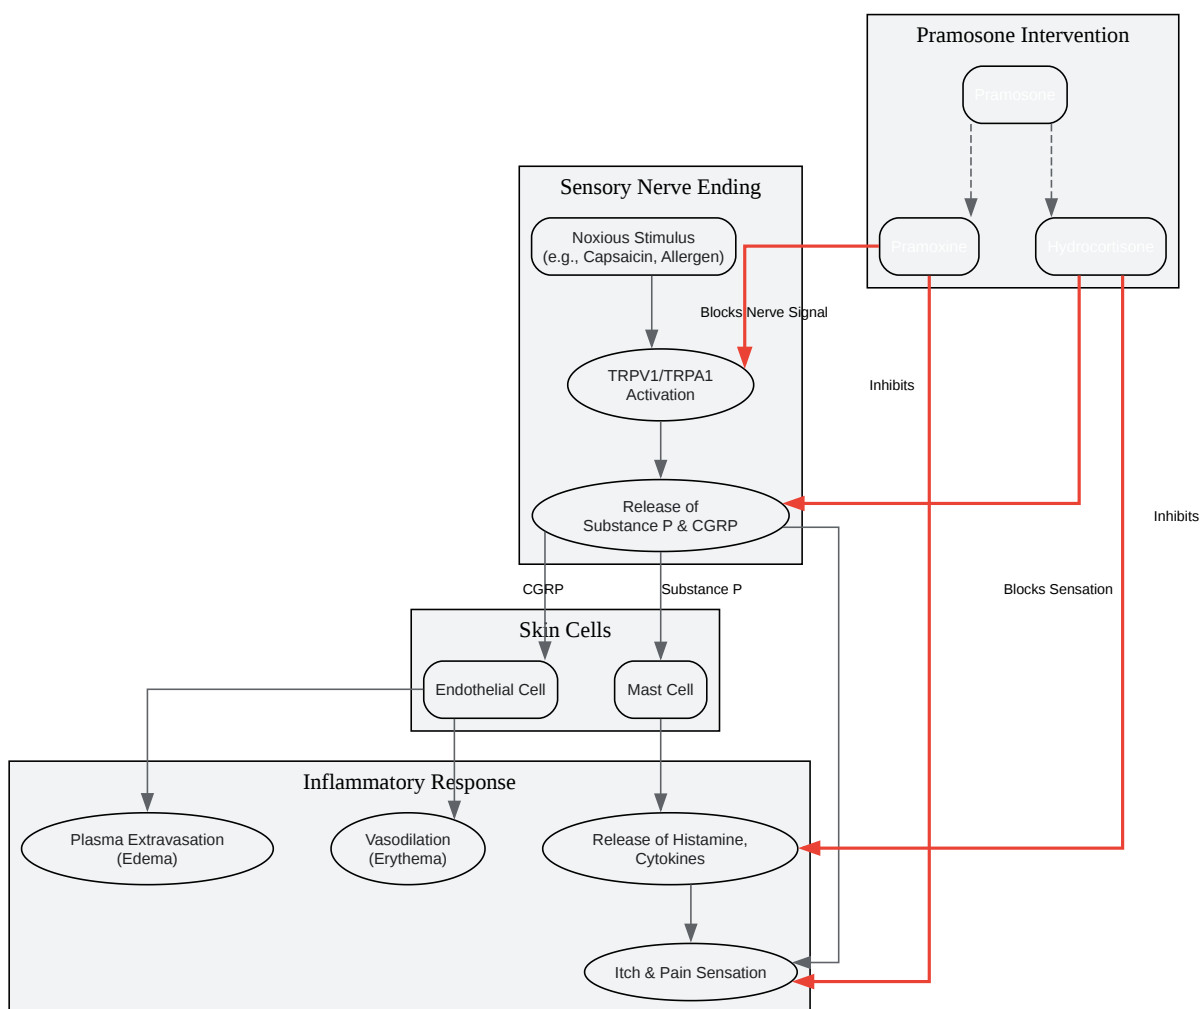 Pramosone Intervention
Pramosone
Sensory Nerve Ending
Noxious Stimulus
(e.g., Capsaicin, Allergen)
Pramoxine
Hydrocortisone
Blocks Nerve Signal
TRPV1/TRPA1
Activation
Inhibits
Release of
Substance P & CGRP
Inhibits
CGRP
Substance P
Blocks Sensation
Skin Cells
Endothelial Cell
Mast Cell
Inflammatory Response
Plasma Extravasation
(Edema)
Vasodilation
(Erythema)
Release of Histamine,
Cytokines
Itch & Pain Sensation